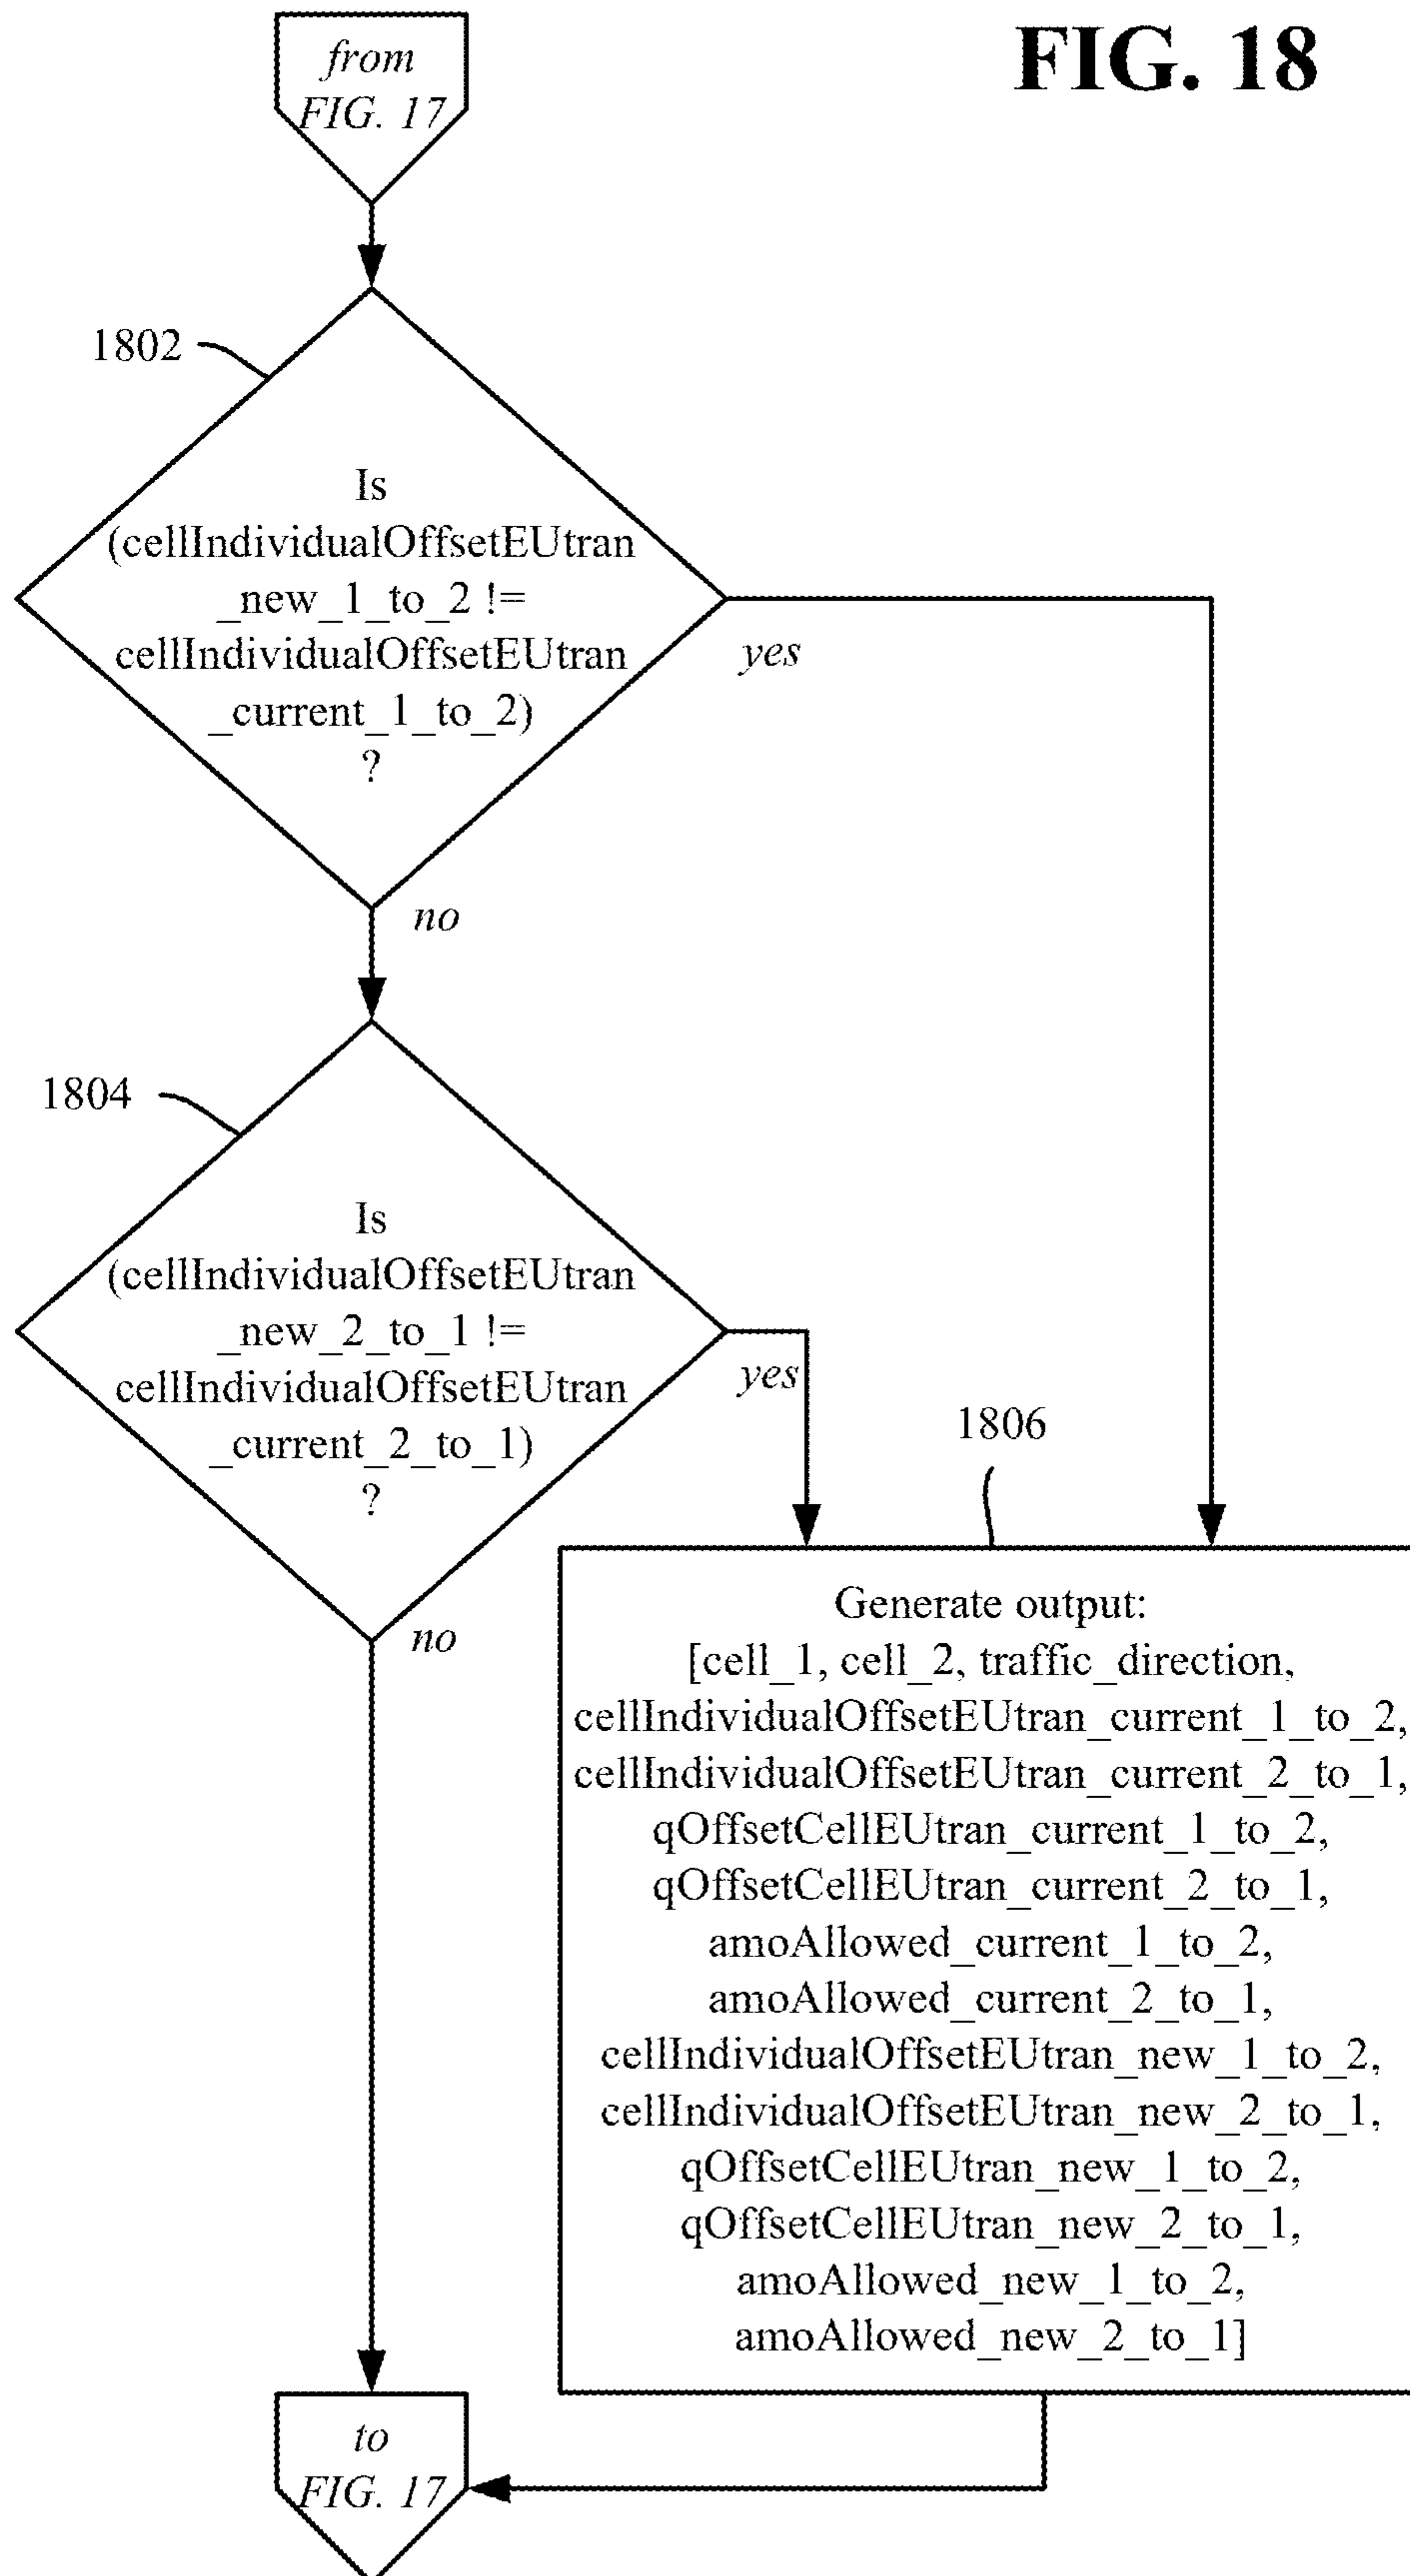 FIG. 18
from
FIG. 17
1802
Is
(cellIndividualOffsetEUtran
_new_1_to_2 !=
cellIndividualOffsetEUtran
_current_1_to_2)
?
yes
no
1804
Is
(cellIndividualOffsetEUtran
_new_2_to_1 !=
cellIndividualOffsetEUtran
_current_2_to_1)
?
yes
no
1806
Generate output:
[cell_1, cell_2, traffic_direction,
cellIndividualOffsetEUtran_current_1_to_2,
cellIndividualOffsetEUtran_current_2_to_1,
qOffsetCellEUtran_current_1_to_2,
qOffsetCellEUtran_current_2_to_1,
amoAllowed_current_1_to_2,
amoAllowed_current_2_to_1,
cellIndividualOffsetEUtran_new_1_to_2,
cellIndividualOffsetEUtran_new_2_to_1,
qOffsetCellEUtran_new_1_to_2,
qOffsetCellEUtran_new_2_to_1,
amoAllowed_new_1_to_2,
amoAllowed_new_2_to_1]
to
FIG. 17